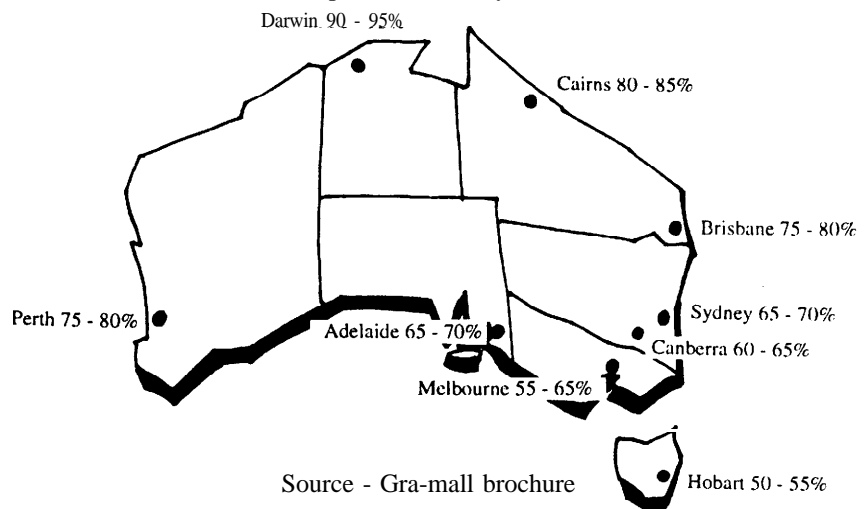 Darwin 90 - 95%
Cairns 80 - 85%
Brisbane 75 - 80%
Perth 75 - 80%
Sydney 65 - 70%
Adelaide 65 - 70%
Canberra 60 - 65%
Melbourne 55 - 65%
Source - Gra-mall brochure
Hobart 50 - 55%